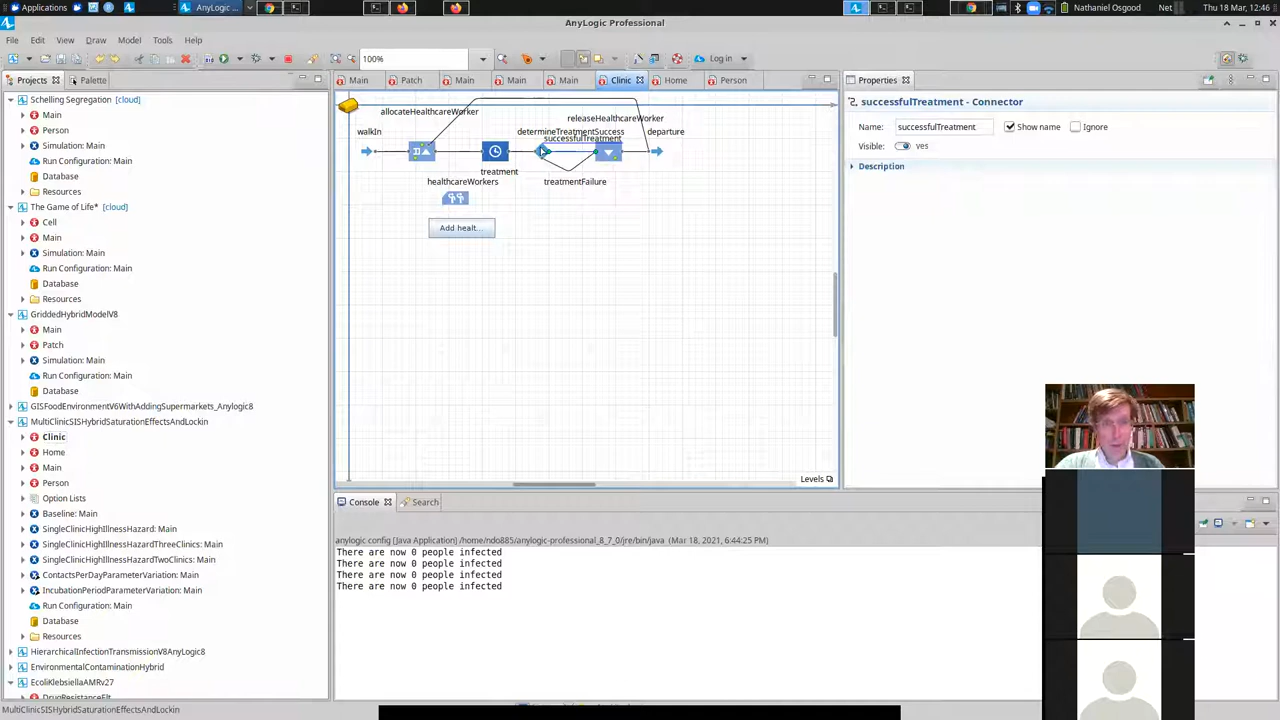 Applications
AnyLogic...
Nathaniel Osgood
Net
Thu 18 Mar, 12:46
AnyLogic Professional
File
Edit
View
Draw
Model
Tools
Help
100%
Log in
Projects
Palette
Main
Patch
Main
Main
Main
Clinic
Home
Person
Properties
Schelling Segregation [cloud]
Main
Person
Simulation: Main
Run Configuration: Main
Database
Resources
The Game of Life* [cloud]
Cell
Main
Simulation: Main
Run Configuration: Main
Database
Resources
GriddedHybridModelV8
Main
Patch
Simulation: Main
Run Configuration: Main
Database
GISFoodEnvironmentV6WithAddingSupermarkets_Anylogic8
MultiClinicSISHybridSaturationEffectsAndLockin
Clinic
Home
Main
Person
Option Lists
Baseline: Main
SingleClinicHighIllnessHazard: Main
SingleClinicHighIllnessHazardThreeClinics: Main
SingleClinicHighIllnessHazardTwoClinics: Main
ContactsPerDayParameterVariation: Main
IncubationPeriodParameterVariation: Main
Run Configuration: Main
Database
Resources
HierarchicalInfectionTransmissionV8AnyLogic8
EnvironmentalContaminationHybrid
EcoliKlebsiellaAMRv27
DrugResistanceElt
MultiClinicSISHybridSaturationEffectsAndLockin
allocateHealthcareWorker
releaseHealthcareWorker
walkIn
determineTreatmentSuccess
departure
successfulTreatment
treatment
healthcareWorkers
treatmentFailure
Add healt...
Levels
successfulTreatment - Connector
Name:
successfulTreatment
Show name
Ignore
Visible:
yes
Description
Console
Search
anylogic config [Java Application] /home/ndo885/anylogic-professional_8_7_0/jre/bin/java (Mar 18, 2021, 6:44:25 PM)
There are now 0 people infected
There are now 0 people infected
There are now 0 people infected
There are now 0 people infected